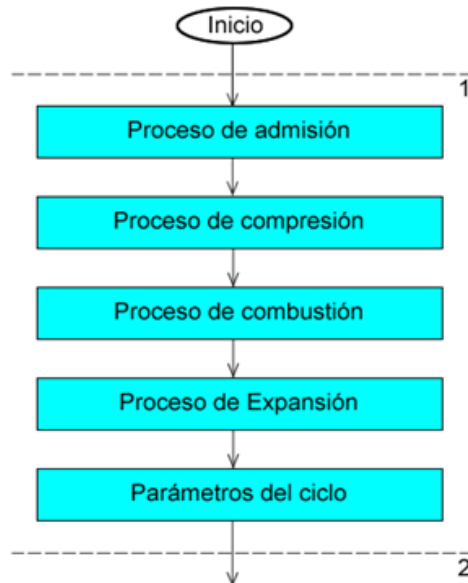 Inicio
1
Proceso de admisión
Proceso de compresión
Proceso de combustión
Proceso de Expansión
Parámetros del ciclo
2